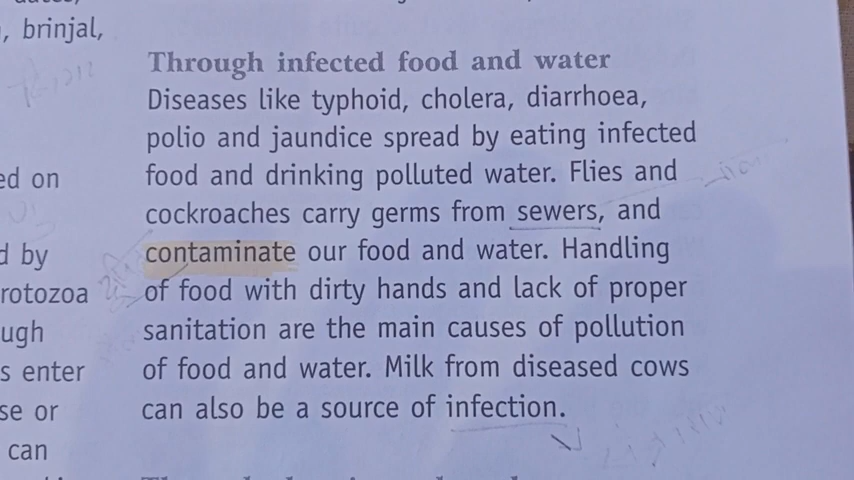 , brinjal,
ed on
d by
rotozoa
ugh
s enter
se or
can
Through infected food and water
Diseases like typhoid, cholera, diarrhoea,
polio and jaundice spread by eating infected
food and drinking polluted water. Flies and
cockroaches carry germs from sewers, and
contaminate our food and water. Handling
of food with dirty hands and lack of proper
sanitation are the main causes of pollution
of food and water. Milk from diseased cows
can also be a source of infection.